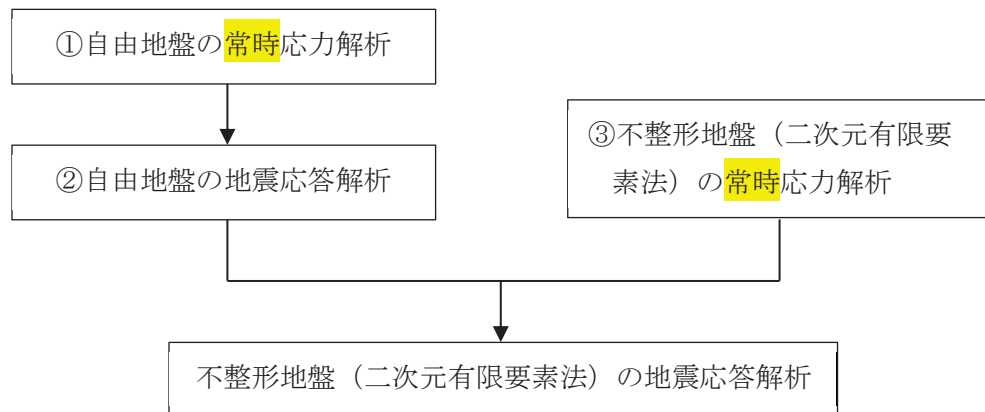 ①自由地盤の常時応力解析
②自由地盤の地震応答解析
③不整形地盤（二次元有限要
素法）の常時応力解析
不整形地盤（二次元有限要素法）の地震応答解析